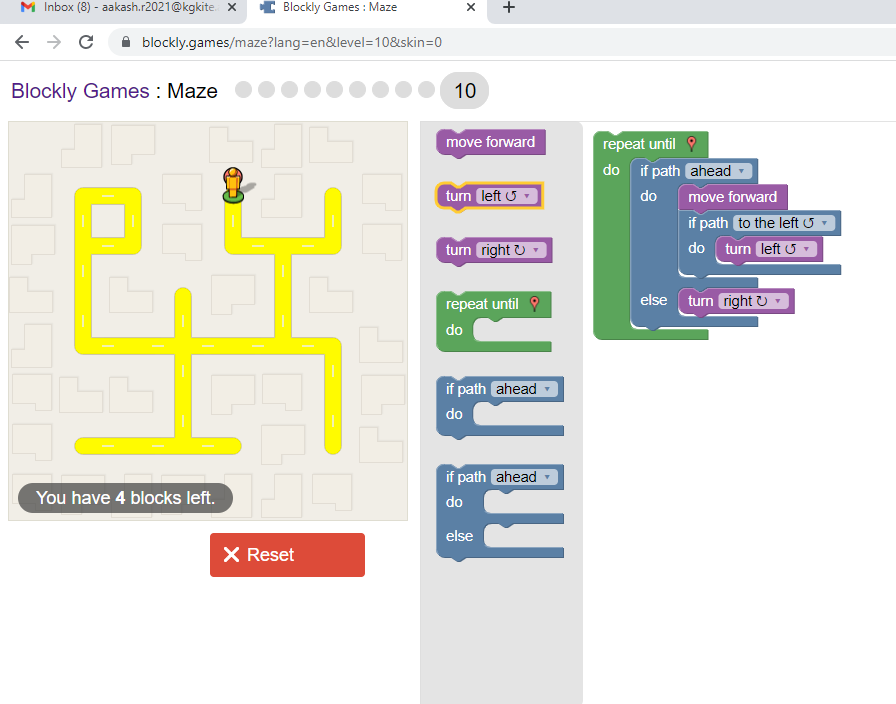 Inbox (8) - aakash.r2021@kgkite
Blockly Games : Maze
blockly.games/maze?lang=en&level=10&skin=0
Blockly Games : Maze
10
You have 4 blocks left.
Reset
move forward
turn left ↺
turn right ↻
repeat until
do
if path ahead
do
if path ahead
do
else
repeat until
do
if path ahead
do
move forward
if path to the left ↺
do
turn left ↺
else
turn right ↻